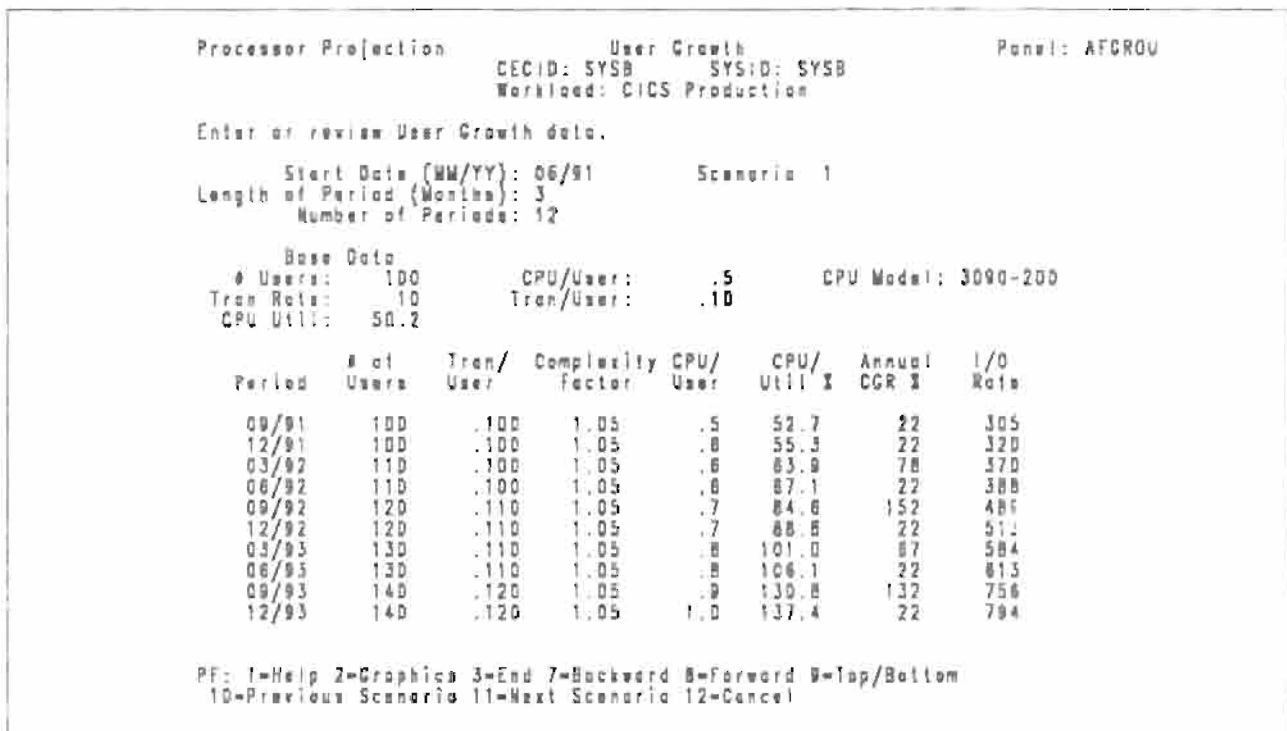 Processor Projection User Growth Panel: AFGROU
CECID: SYSB SYSID: SYSB
Workload: CICS Production
Enter or review User Growth data.
Start Date (MM/YY): 06/91 Scenario 1
Length of Period (Months): 3
Number of Periods: 12
Base Data
# Users: 100 CPU/User: .5 CPU Model: 3090-200
Tran Rate: 10 Tran/User: .10
CPU Util: 50.2
# of Tran/ Complexity CPU/ CPU/ Annual I/O
Period Users User Factor User Util % CGR % Rate
09/91 100 .100 1.05 .5 52.7 22 305
12/91 100 .100 1.05 .6 55.3 22 320
03/92 110 .100 1.05 .6 63.9 78 370
06/92 110 .100 1.05 .6 67.1 22 388
09/92 120 .110 1.05 .7 84.6 152
12/92 120 .110 1.05 .7 88.8 22
03/93 130 .110 1.05 .8 101.0 67 584
06/93 130 .110 1.05 .8 106.1 22 613
09/93 140 .120 1.05 .9 130.8 132 756
12/93 140 .120 1.05 1.0 137.4 22 794
PF: 1=Help 2=Graphics 3=End 7=Backward 8=Forward 9=Top/Bottom
10=Previous Scenario 11=Next Scenario 12=Cancel